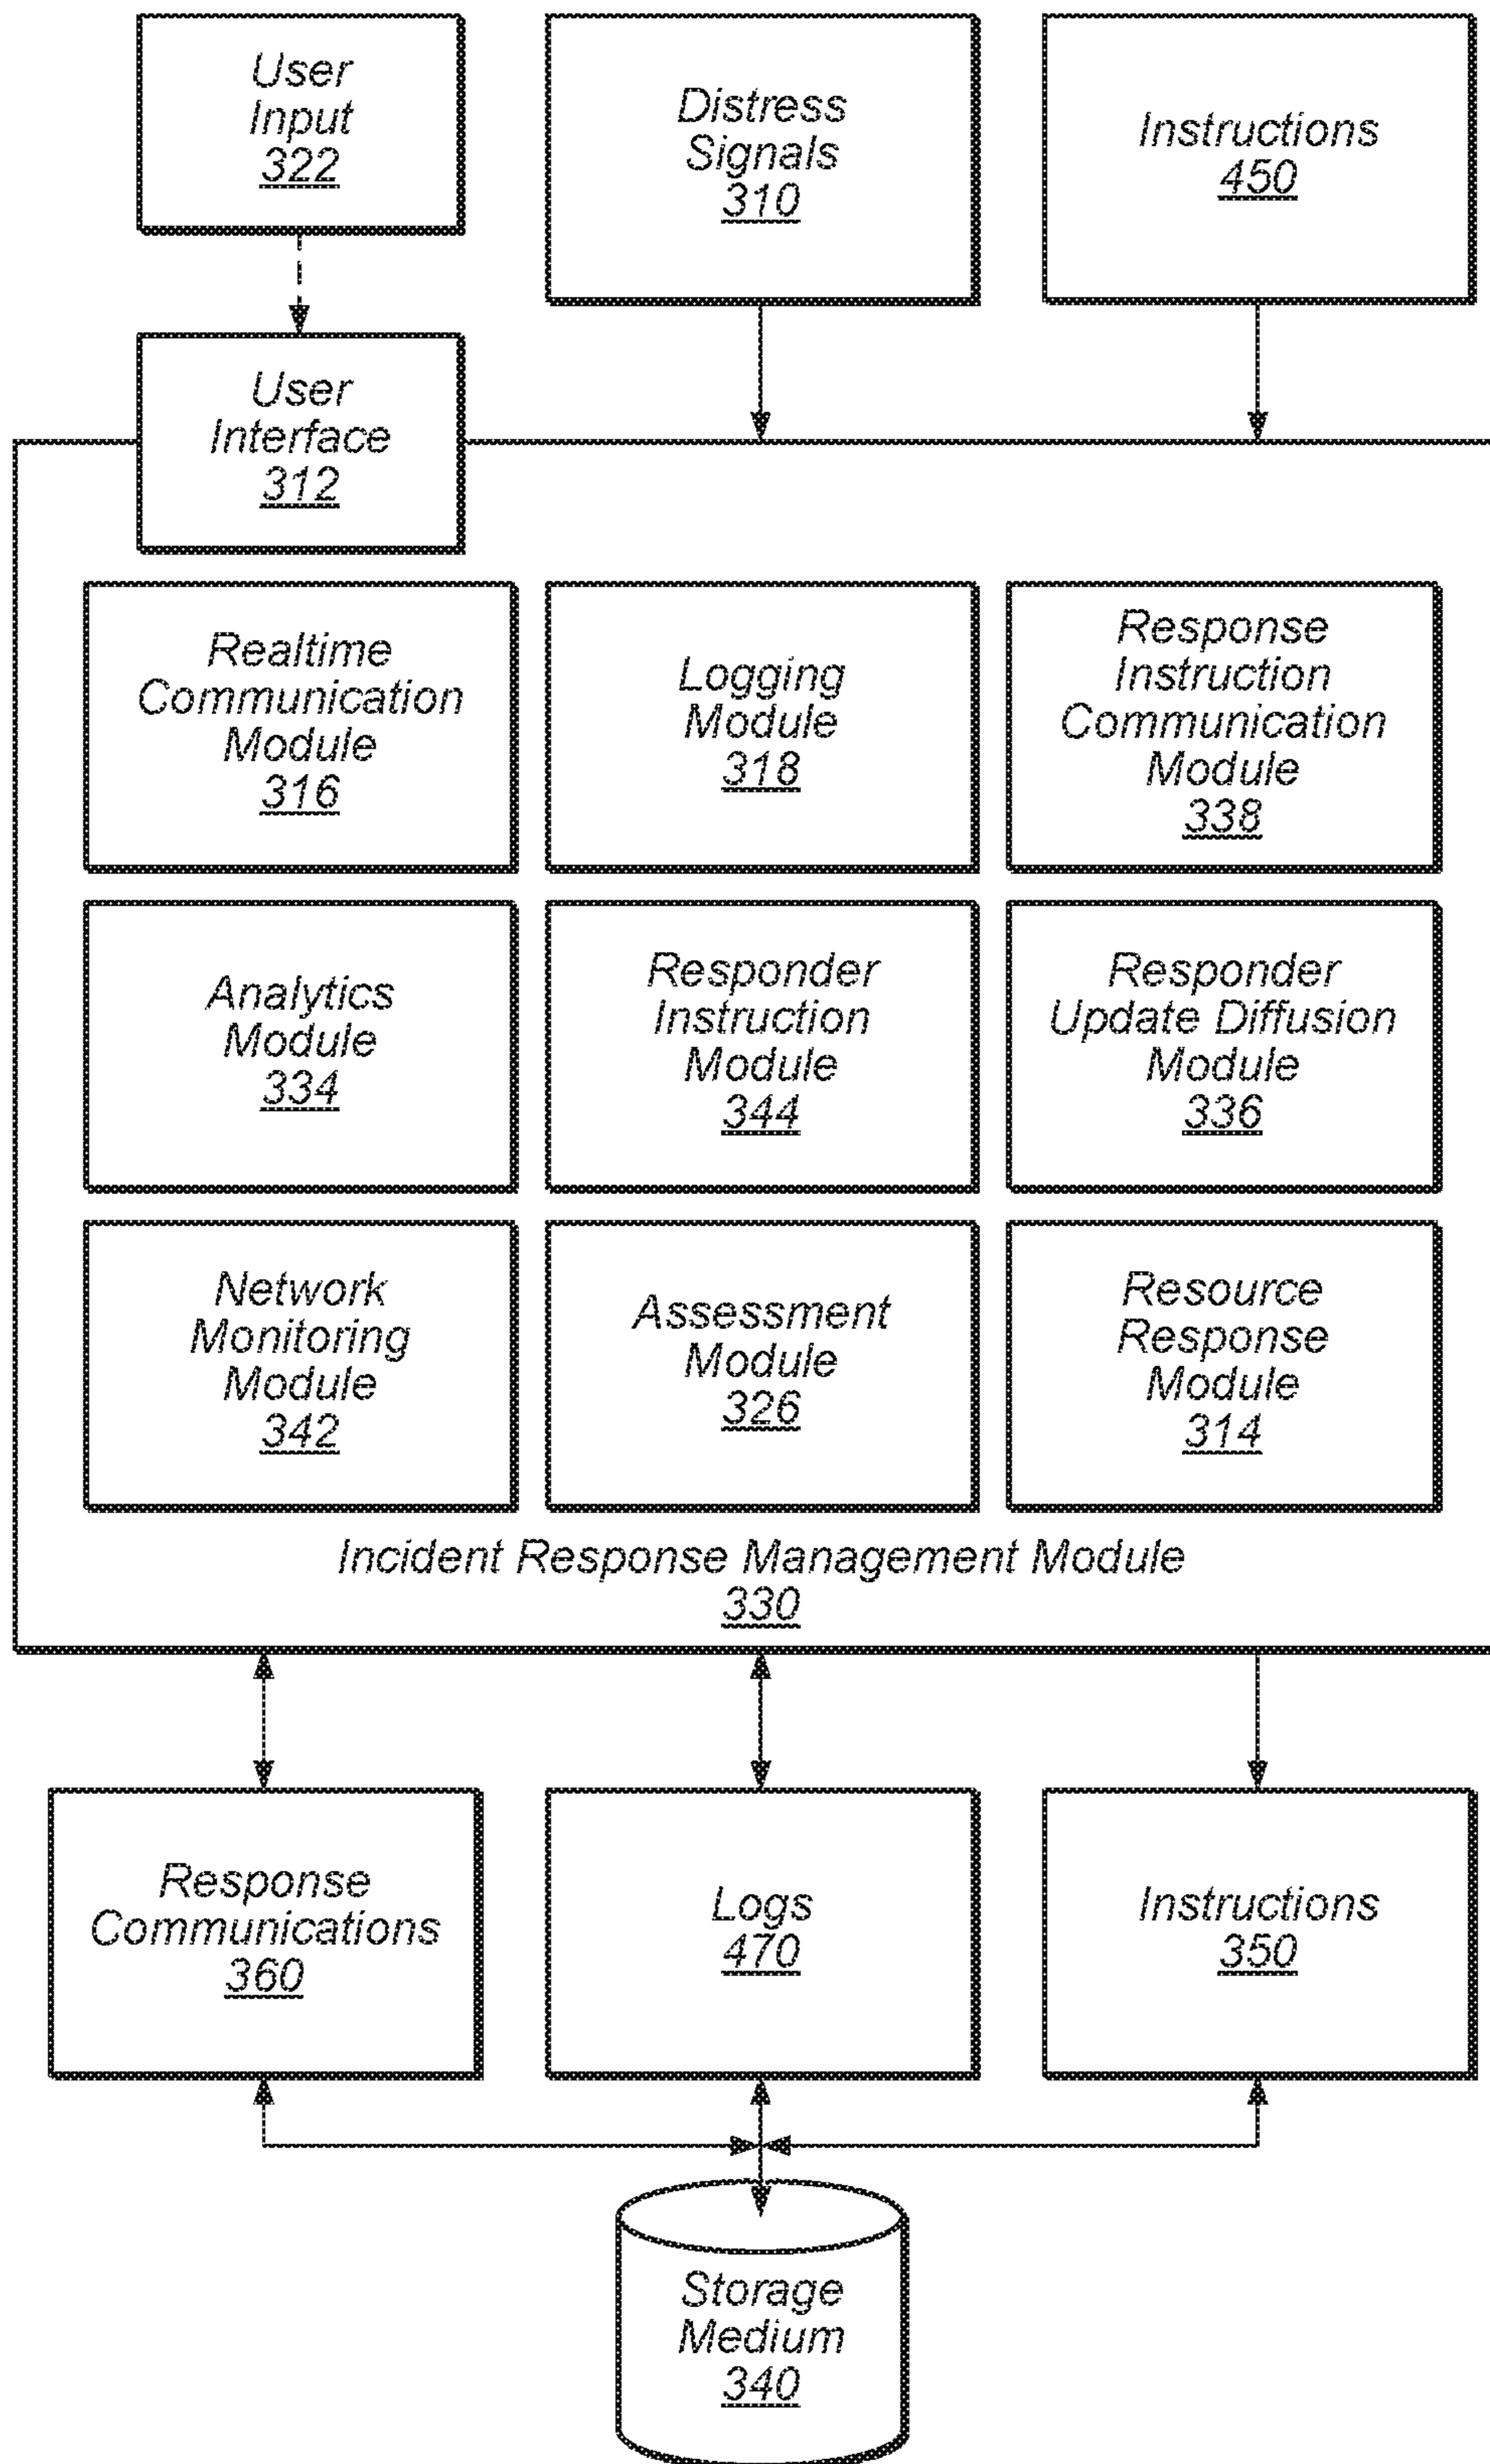 User
Input
322
Distress
Signals
310
Instructions
450
User
Interface
312
Realtime
Communication
Module
316
Logging
Module
318
Response
Instruction
Communication
Module
338
Analytics
Module
334
Responder
Instruction
Module
344
Responder
Update Diffusion
Module
336
Network
Monitoring
Module
342
Assessment
Module
326
Resource
Response
Module
314
Incident Response Management Module
330
Response
Communications
360
Logs
470
Instructions
350
Storage
Medium
340